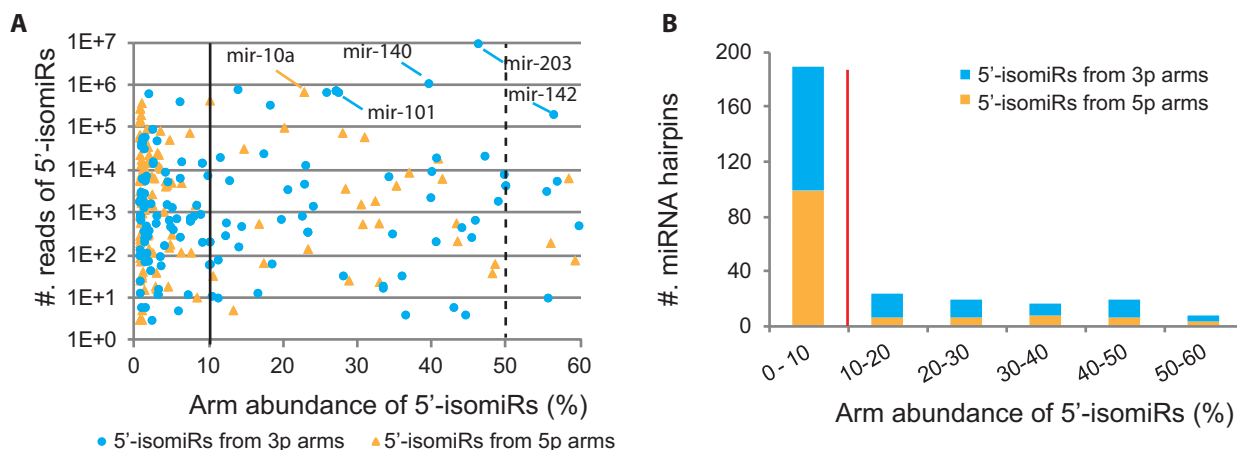 A
#. reads of 5'-isomiRs
1E+7
1E+6
1E+5
1E+4
1E+3
1E+2
1E+1
1E+0
mir-10a
mir-140
mir-203
mir-101
mir-142
0
10
20
30
40
50
60
Arm abundance of 5'-isomiRs (%)
5'-isomiRs from 3p arms
5'-isomiRs from 5p arms
B
#. miRNA hairpins
200
160
120
80
40
0
5'-isomiRs from 3p arms
5'-isomiRs from 5p arms
0 - 10
10-20
20-30
30-40
40-50
50-60
Arm abundance of 5'-isomiRs (%)